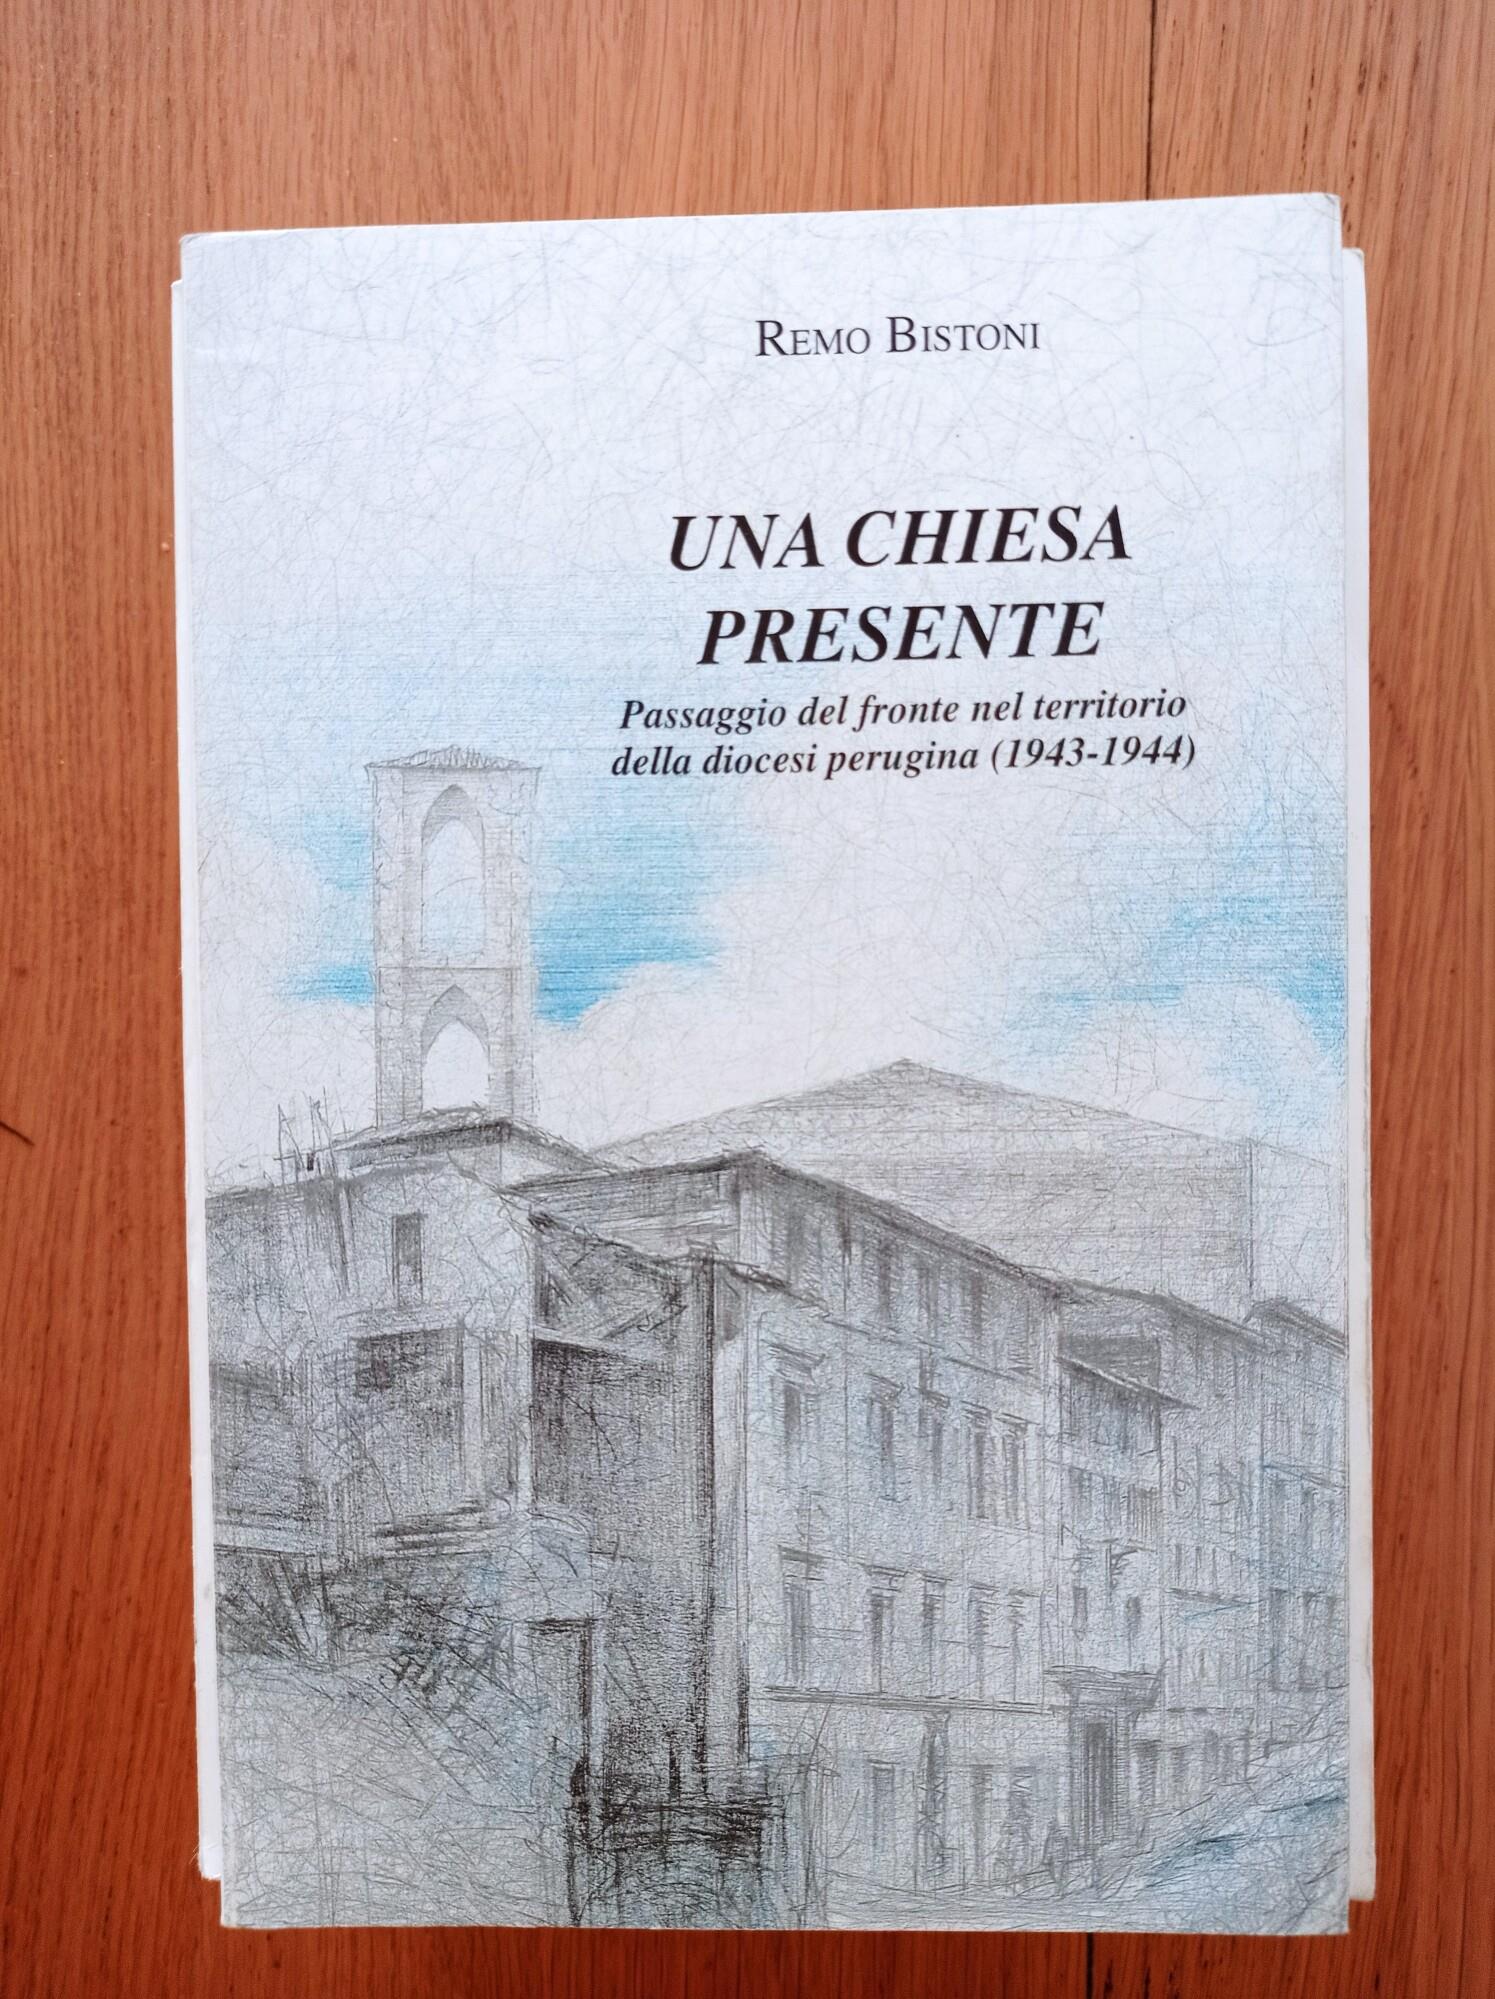 REMO BISTONI
UNA CHIESA
PRESENTE
Passaggio del fronte nel territorio
della diocesi perugina (1943-1944)